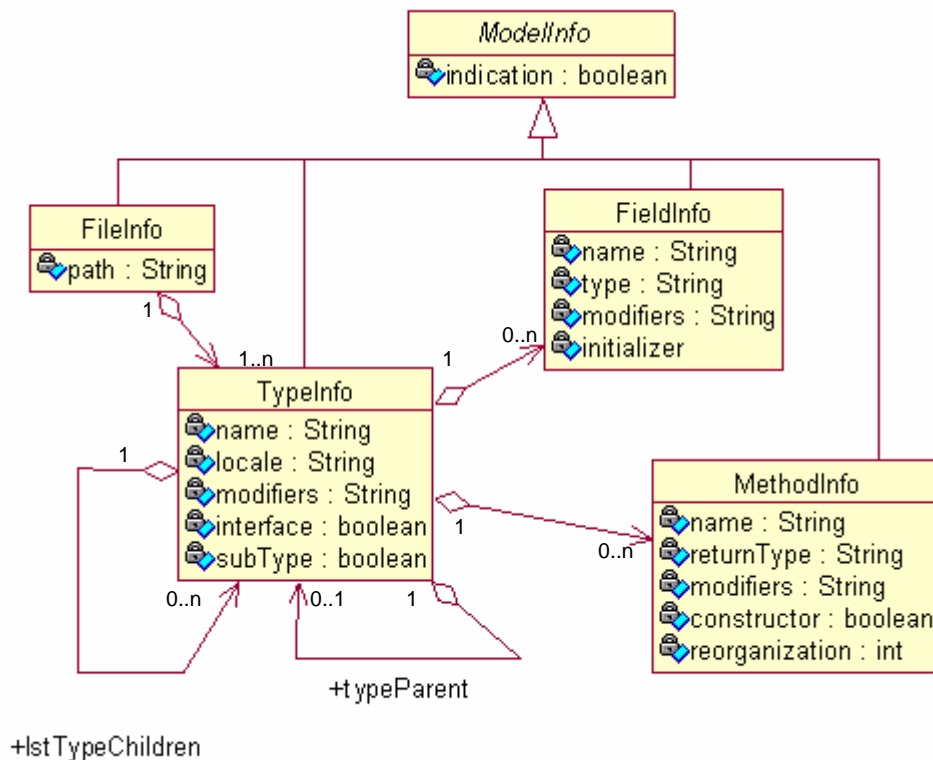 ModelInfo
indication : boolean
FileInfo
path : String
FieldInfo
name : String
type : String
modifiers : String
initializer
1
1..n
1
0..n
TypeInfo
name : String
locale : String
modifiers : String
interface : boolean
subType : boolean
1
1
0..n
MethodInfo
name : String
returnType : String
modifiers : String
constructor : boolean
reorganization : int
0..n
0..1
1
+typeParent
+lstTypeChildren